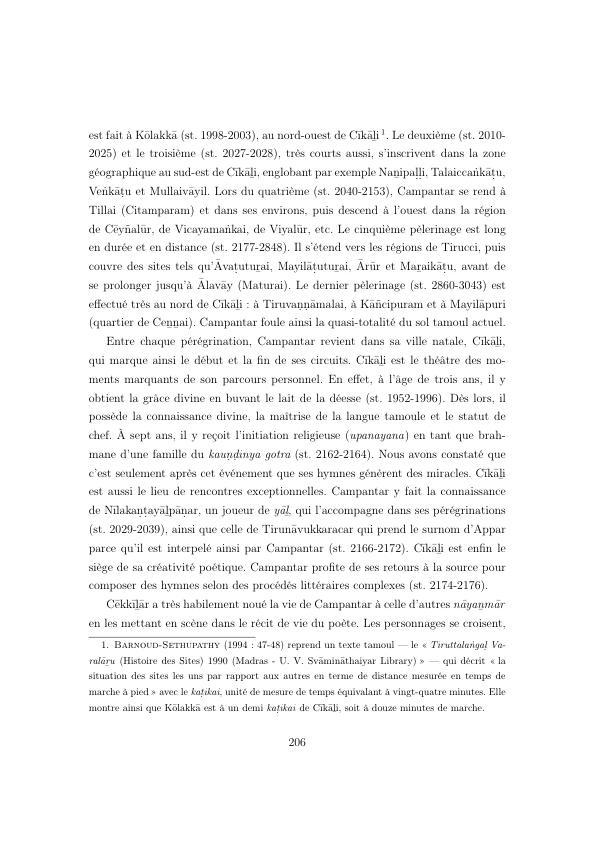 est fait à Kōlakkā (st. 1998-2003), au nord-ouest de Cīkāḻi 1. Le deuxième (st. 2010-
2025) et le troisième (st. 2027-2028), très courts aussi, s'inscrivent dans la zone
géographique au sud-est de Cīkāḻi, englobant par exemple Naṉipaḷḷi, Talaiccaṅkāṭu,
Veṅkāṭu et Mullaivāyil. Lors du quatrième (st. 2040-2153), Campantar se rend à
Tillai (Citamparam) et dans ses environs, puis descend à l'ouest dans la région
de Cēyñalūr, de Vicayamaṅkai, de Viyalūr, etc. Le cinquième pèlerinage est long
en durée et en distance (st. 2177-2848). Il s'étend vers les régions de Tirucci, puis
couvre des sites tels qu'Āvaṭutuṟai, Mayilāṭutuṟai, Ārūr et Maṟaikāṭu, avant de
se prolonger jusqu'à Ālavāy (Maturai). Le dernier pèlerinage (st. 2860-3043) est
effectué très au nord de Cīkāḻi : à Tiruvaṇṇāmalai, à Kāñcipuram et à Mayilāpuri
(quartier de Ceṉṉai). Campantar foule ainsi la quasi-totalité du sol tamoul actuel.
Entre chaque pérégrination, Campantar revient dans sa ville natale, Cīkāḻi,
qui marque ainsi le début et la fin de ses circuits. Cīkāḻi est le théâtre des mo-
ments marquants de son parcours personnel. En effet, à l'âge de trois ans, il y
obtient la grâce divine en buvant le lait de la déesse (st. 1952-1996). Dès lors, il
possède la connaissance divine, la maîtrise de la langue tamoule et le statut de
chef. À sept ans, il y reçoit l'initiation religieuse (upanayana) en tant que brah-
mane d'une famille du kauṇḍinya gotra (st. 2162-2164). Nous avons constaté que
c'est seulement après cet événement que ses hymnes génèrent des miracles. Cīkāḻi
est aussi le lieu de rencontres exceptionnelles. Campantar y fait la connaissance
de Nīlakaṇṭayāḻpāṇar, un joueur de yāḻ, qui l'accompagne dans ses pérégrinations
(st. 2029-2039), ainsi que celle de Tirunāvukkaracar qui prend le surnom d'Appar
parce qu'il est interpelé ainsi par Campantar (st. 2166-2172). Cīkāḻi est enfin le
siège de sa créativité poétique. Campantar profite de ses retours à la source pour
composer des hymnes selon des procédés littéraires complexes (st. 2174-2176).
Cēkkiḻār a très habilement noué la vie de Campantar à celle d'autres nāyaṉmār
en les mettant en scène dans le récit de vie du poète. Les personnages se croisent,
1. Barnoud-Sethupathy (1994 : 47-48) reprend un texte tamoul — le « Tiruttalaṅgaḷ Va-
ralāṟu (Histoire des Sites) 1990 (Madras - U. V. Svāmināthaiyar Library) » — qui décrit « la
situation des sites les uns par rapport aux autres en terme de distance mesurée en temps de
marche à pied » avec le kaṭikai, unité de mesure de temps équivalant à vingt-quatre minutes. Elle
montre ainsi que Kōlakkā est à un demi kaṭikai de Cīkāḻi, soit à douze minutes de marche.
206